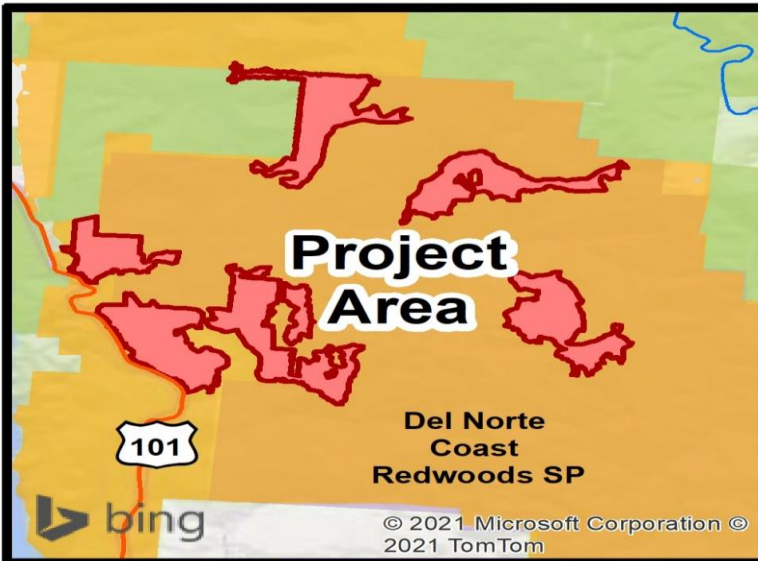 Project
Area
Del Norte
Coast
Redwoods SP
101
bing
© 2021 Microsoft Corporation ©
2021 TomTom